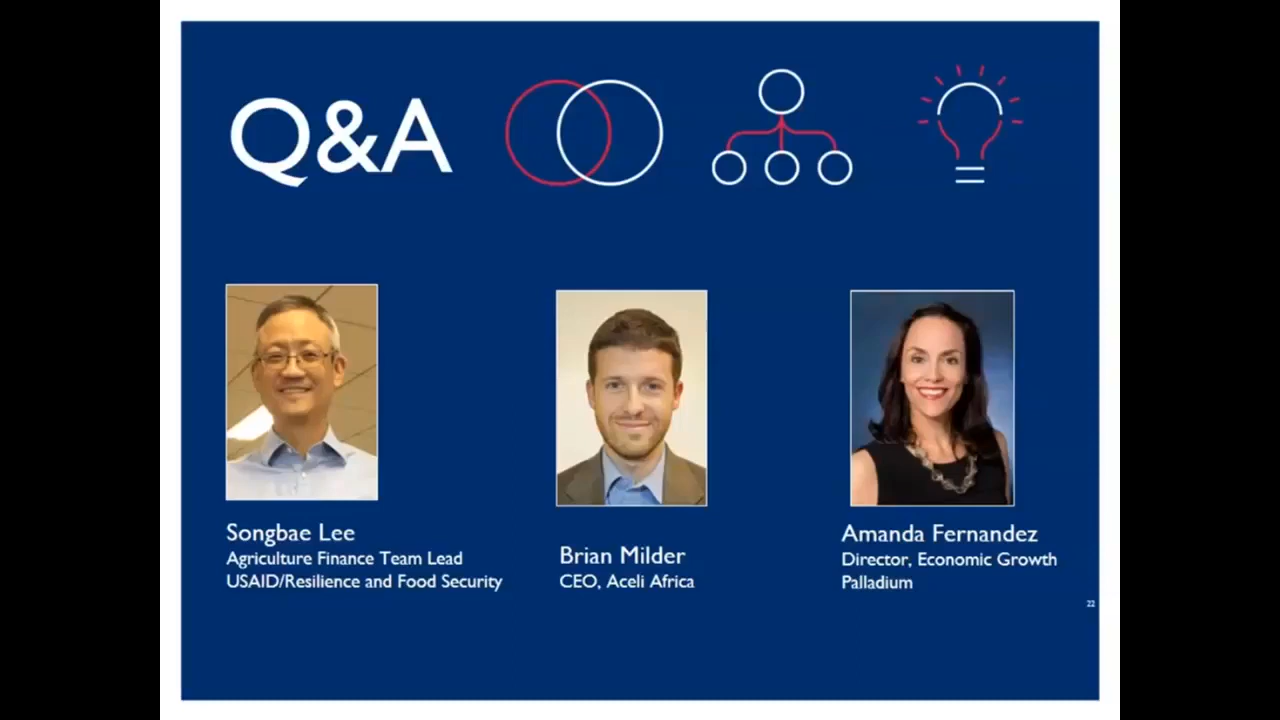 Q&A
Songbae Lee
Agriculture Finance Team Lead
USAID/Resilience and Food Security
Brian Milder
CEO, Aceli Africa
Amanda Fernandez
Director, Economic Growth
Palladium
22